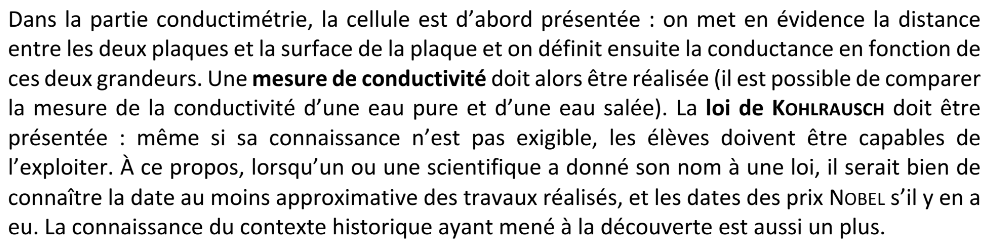 Dans la partie conductimétrie, la cellule est d’abord présentée : on met en évidence la distance
entre les deux plaques et la surface de la plaque et on définit ensuite la conductance en fonction de
ces deux grandeurs. Une mesure de conductivité doit alors être réalisée (il est possible de comparer
la mesure de la conductivité d’une eau pure et d’une eau salée). La loi de KOHLRAUSCH doit être
présentée : même si sa connaissance n’est pas exigible, les élèves doivent être capables de
l’exploiter. À ce propos, lorsqu’un ou une scientifique a donné son nom à une loi, il serait bien de
connaître la date au moins approximative des travaux réalisés, et les dates des prix NOBEL s’il y en a
eu. La connaissance du contexte historique ayant mené à la découverte est aussi un plus.